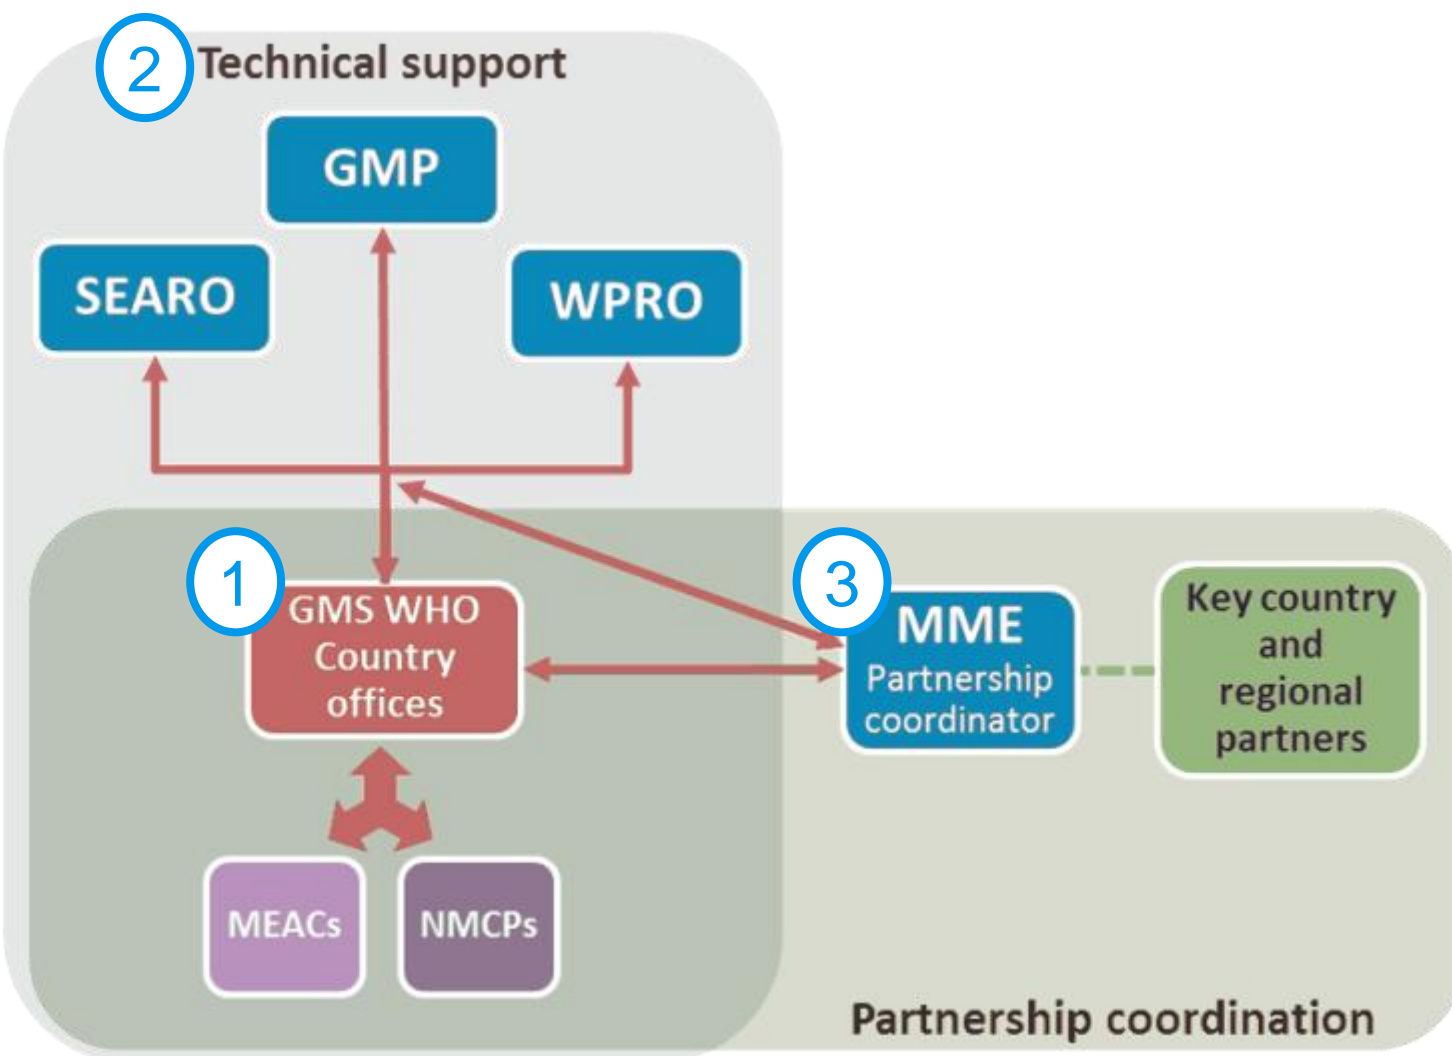 2 Technical support
GMP
SEARO
WPRO
1
GMS WHO
Country
offices
3
MME
Partnership
coordinator
Key country
and
regional
partners
MEACs
NMCPs
Partnership coordination